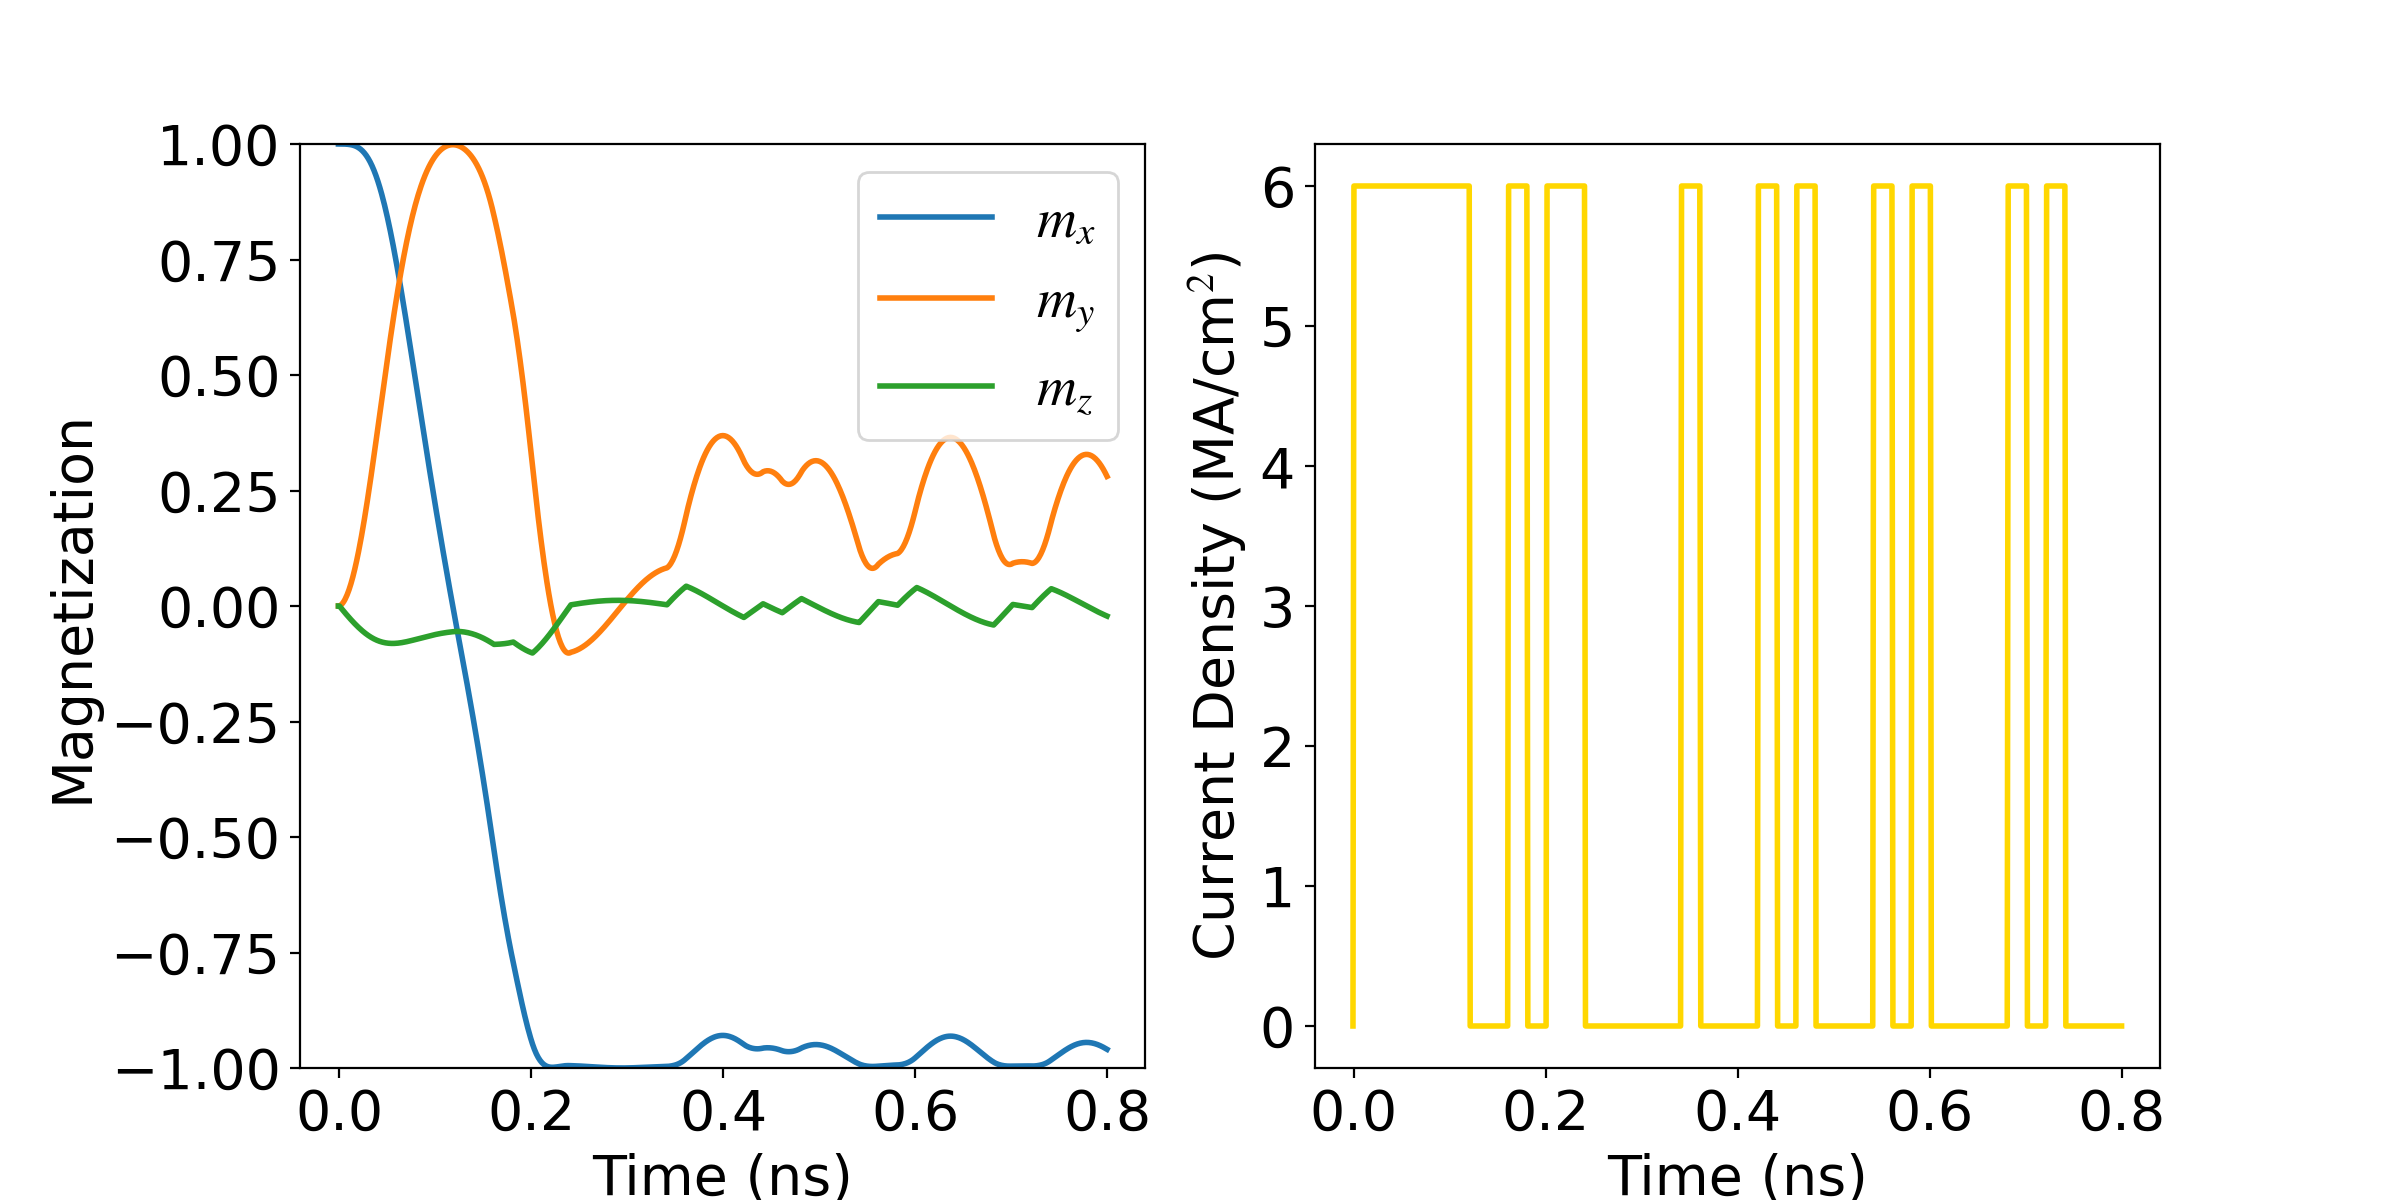 1.00
0.75
0.50
0.25
0.00
−0.25
−0.50
−0.75
−1.00
Magnetization
0.0 0.2 0.4 0.6 0.8
Time (ns)
m_x
m_y
m_z
6
5
4
3
2
1
0
Current Density (MA/cm²)
0.0 0.2 0.4 0.6 0.8
Time (ns)